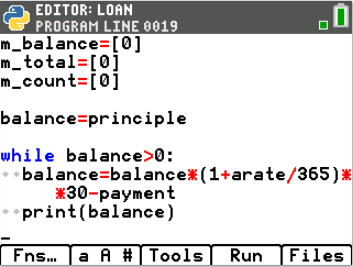 EDITOR: LOAN
PROGRAM LINE 0019
m_balance=[0]
m_total=[0]
m_count=[0]
balance=principle
while balance>0:
◆◆balance=balance*(1+arate/365)*
*30-payment
◆◆print(balance)
_
Fns… a A # Tools Run Files